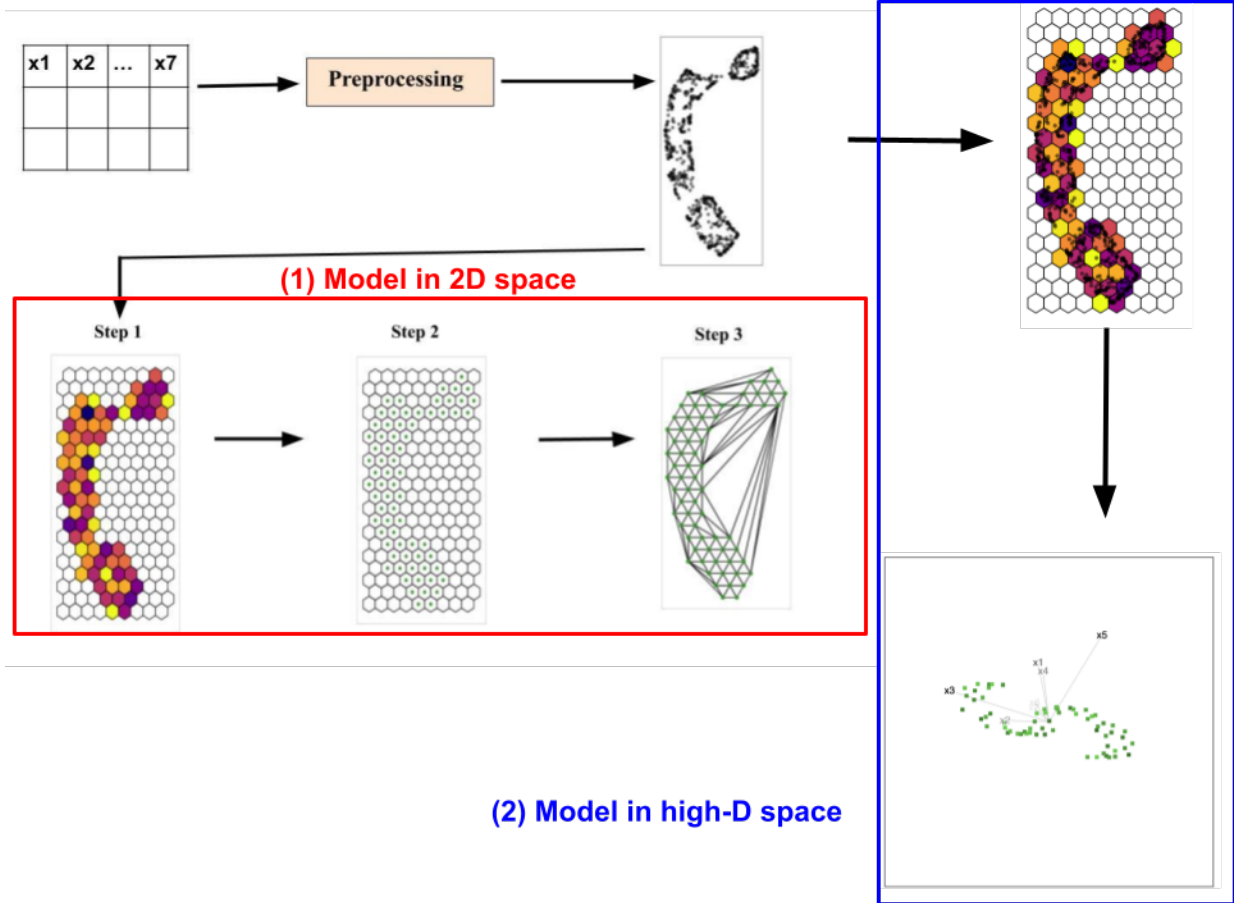 x1 x2 ... x7
Preprocessing
(1) Model in 2D space
Step 1
Step 2
Step 3
x5
x1
x4
x3
x2
(2) Model in high-D space